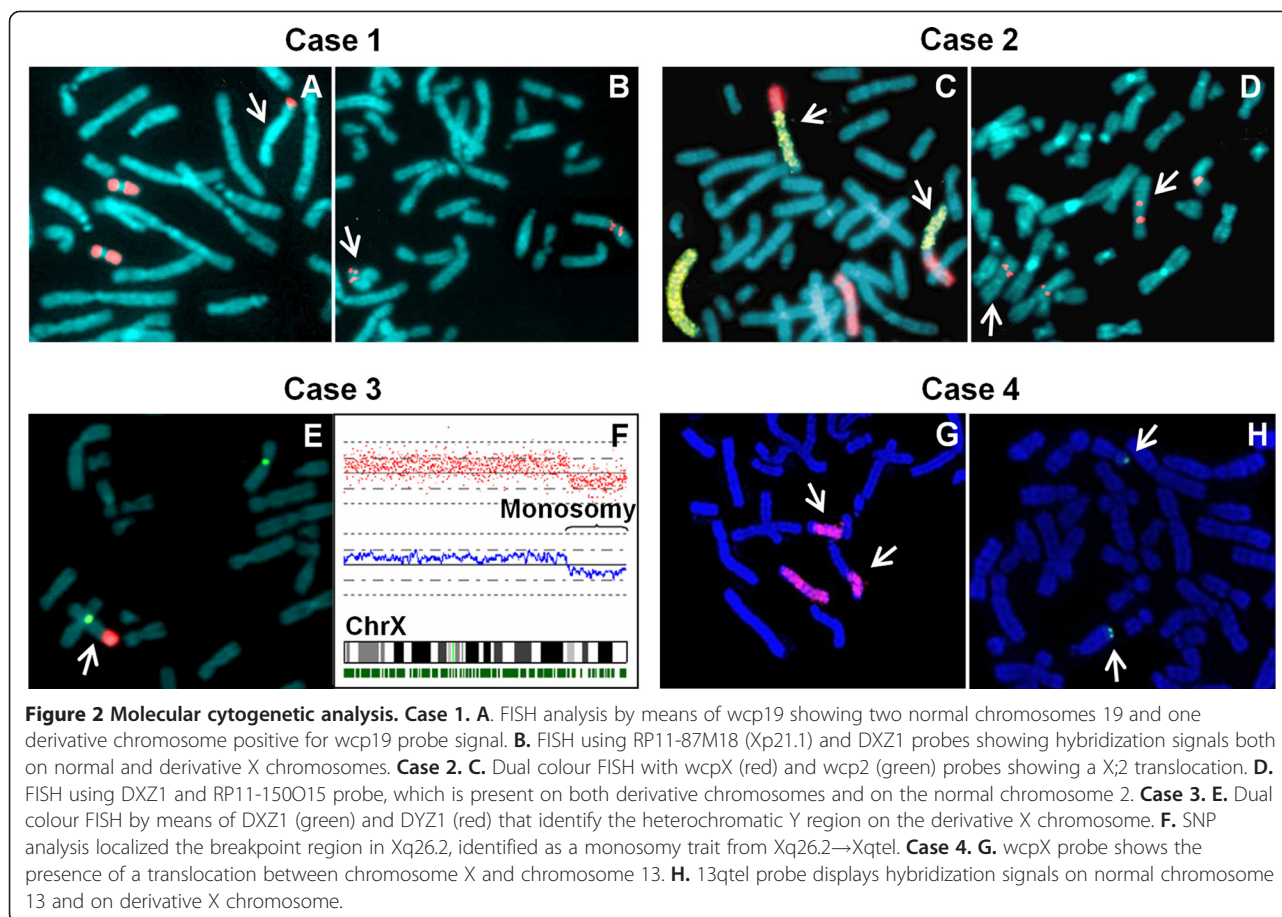 Case 1
Case 2
A
B
C
D
Case 3
Case 4
E
F
Monosomy
ChrX
G
H
Figure 2 Molecular cytogenetic analysis. Case 1. A. FISH analysis by means of wcp19 showing two normal chromosomes 19 and one
derivative chromosome positive for wcp19 probe signal. B. FISH using RP11-87M18 (Xp21.1) and DXZ1 probes showing hybridization signals both
on normal and derivative X chromosomes. Case 2. C. Dual colour FISH with wcpX (red) and wcp2 (green) probes showing a X;2 translocation. D.
FISH using DXZ1 and RP11-150O15 probe, which is present on both derivative chromosomes and on the normal chromosome 2. Case 3. E. Dual
colour FISH by means of DXZ1 (green) and DYZ1 (red) that identify the heterochromatic Y region on the derivative X chromosome. F. SNP
analysis localized the breakpoint region in Xq26.2, identified as a monosomy trait from Xq26.2→Xqtel. Case 4. G. wcpX probe shows the
presence of a translocation between chromosome X and chromosome 13. H. 13qtel probe displays hybridization signals on normal chromosome
13 and on derivative X chromosome.